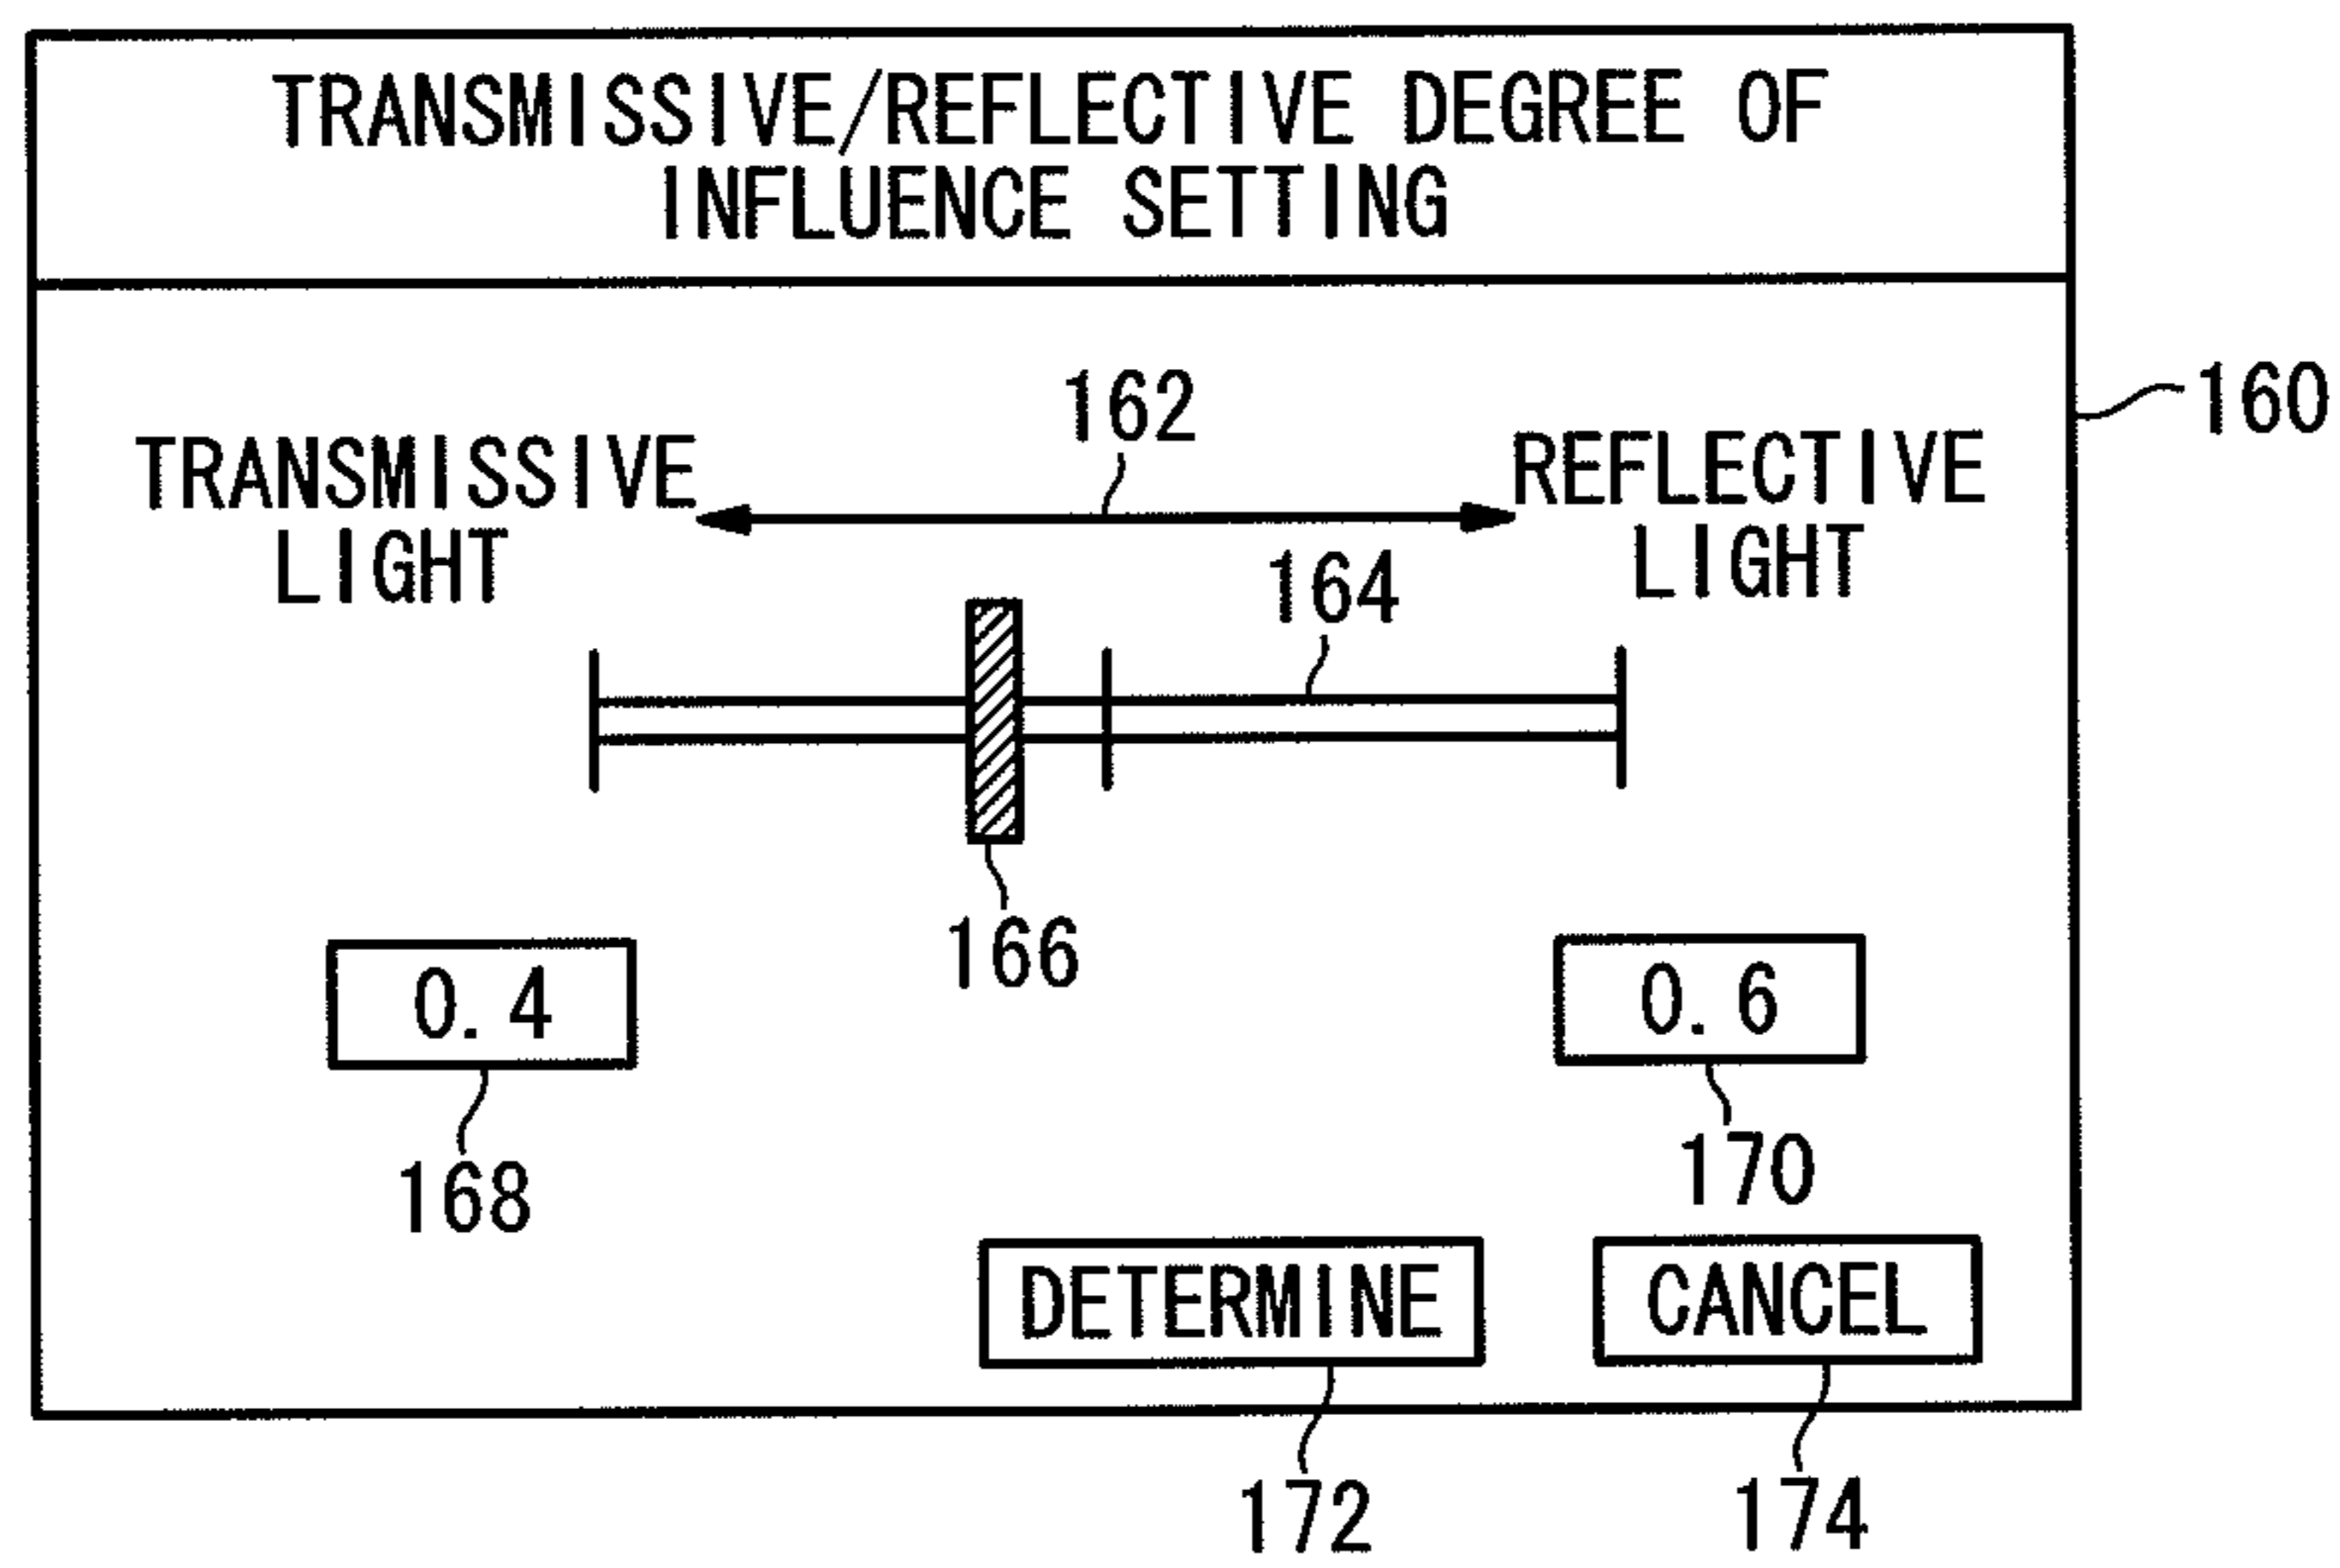 TRANSMISSIVE/REFLECTIVE DEGREE OF
INFLUENCE SETTING
160
162
TRANSMISSIVE
LIGHT
REFLECTIVE
LIGHT
164
166
0.4
0.6
168
170
DETERMINE
CANCEL
172
174